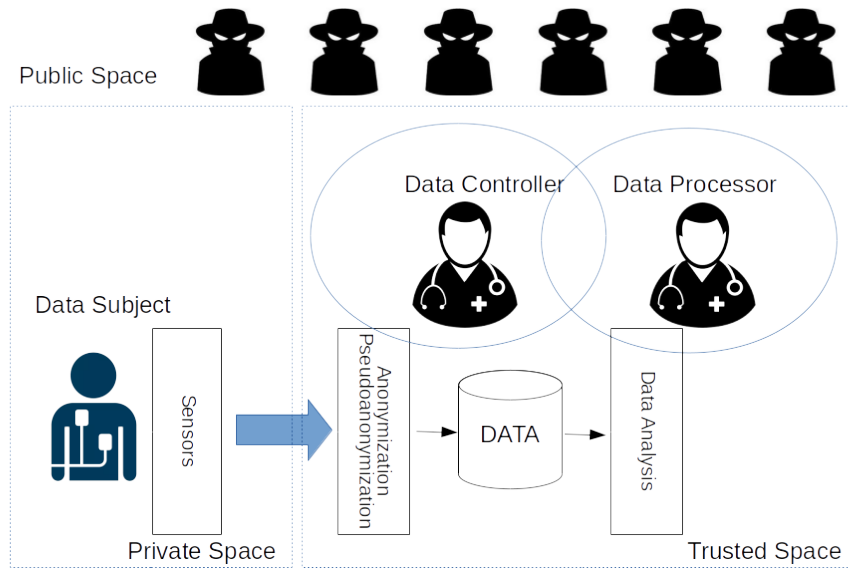 Public Space
Data Controller
Data Processor
Data Subject
Sensors
Anonymization
Pseudoanonymization
DATA
Data Analysis
Private Space
Trusted Space